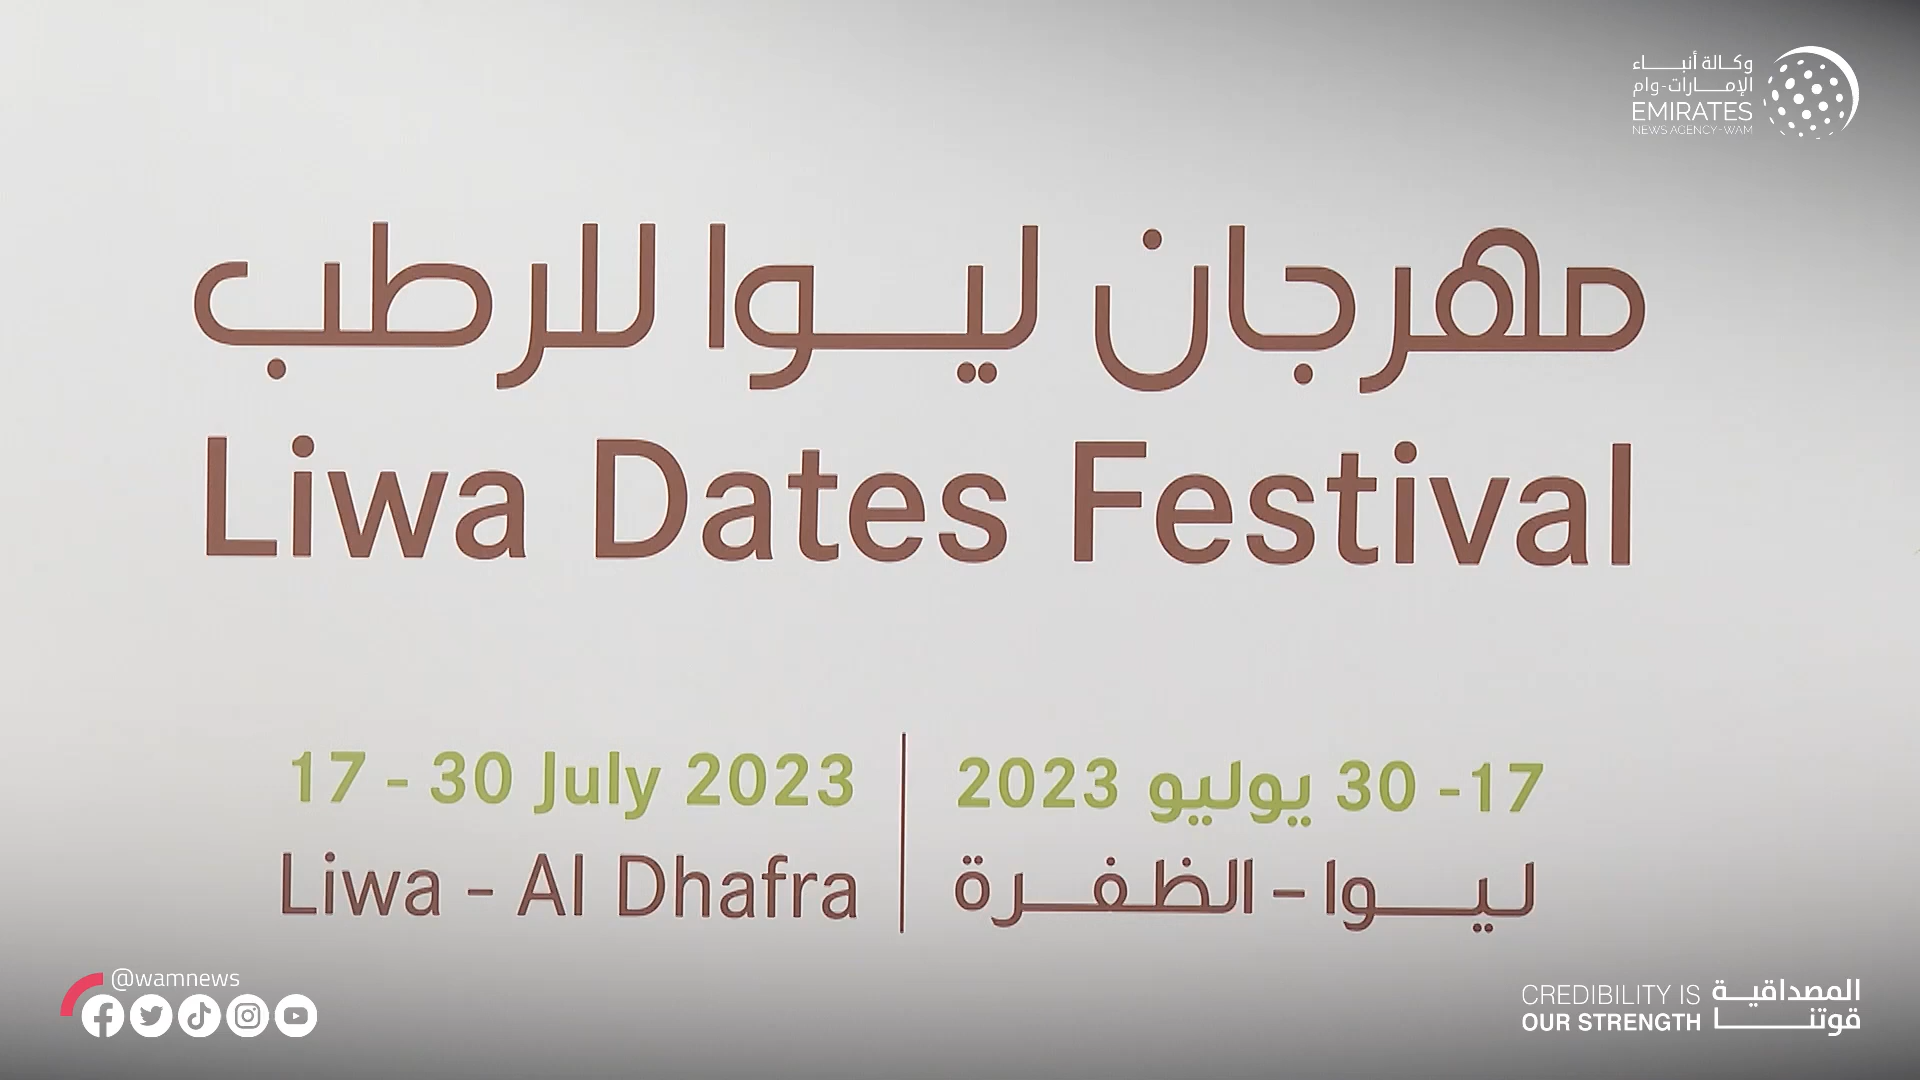 وكالة أنباء
الإمارات-وام
EMIRATES
NEWS AGENCY-WAM
مهرجان ليوا للرطب
Liwa Dates Festival
17 - 30 July 2023
Liwa - Al Dhafra
17- 30 يوليو 2023
ليوا - الظفرة
@wamnews
CREDIBILITY IS
OUR STRENGTH
المصداقية
قوتنا